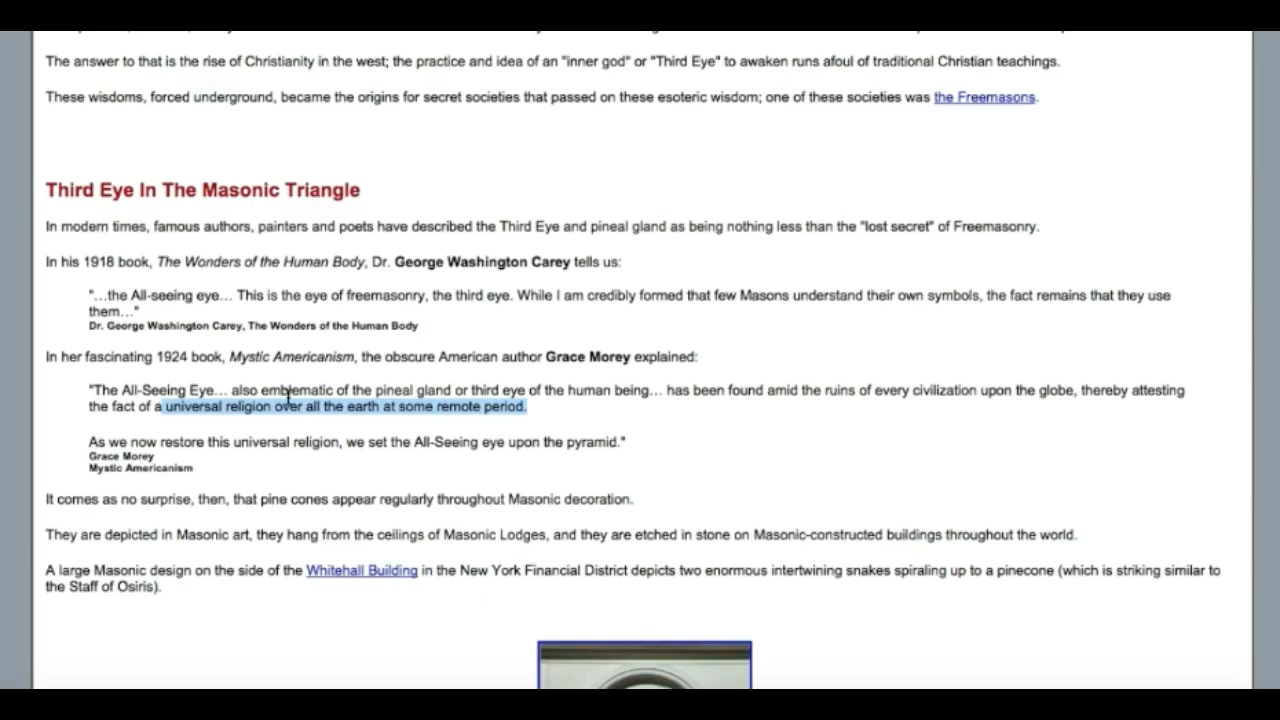 The answer to that is the rise of Christianity in the west; the practice and idea of an "inner god" or "Third Eye" to awaken runs afoul of traditional Christian teachings.
These wisdoms, forced underground, became the origins for secret societies that passed on these esoteric wisdom; one of these societies was the Freemasons.
Third Eye In The Masonic Triangle
In modern times, famous authors, painters and poets have described the Third Eye and pineal gland as being nothing less than the "lost secret" of Freemasonry.
In his 1918 book, The Wonders of the Human Body, Dr. George Washington Carey tells us:
"...the All-seeing eye... This is the eye of freemasonry, the third eye. While I am credibly formed that few Masons understand their own symbols, the fact remains that they use
them..."
Dr. George Washington Carey, The Wonders of the Human Body
In her fascinating 1924 book, Mystic Americanism, the obscure American author Grace Morey explained:
"The All-Seeing Eye... also emblematic of the pineal gland or third eye of the human being... has been found amid the ruins of every civilization upon the globe, thereby attesting
the fact of a universal religion over all the earth at some remote period.
As we now restore this universal religion, we set the All-Seeing eye upon the pyramid."
Grace Morey
Mystic Americanism
It comes as no surprise, then, that pine cones appear regularly throughout Masonic decoration.
They are depicted in Masonic art, they hang from the ceilings of Masonic Lodges, and they are etched in stone on Masonic-constructed buildings throughout the world.
A large Masonic design on the side of the Whitehall Building in the New York Financial District depicts two enormous intertwining snakes spiraling up to a pinecone (which is striking similar to
the Staff of Osiris).